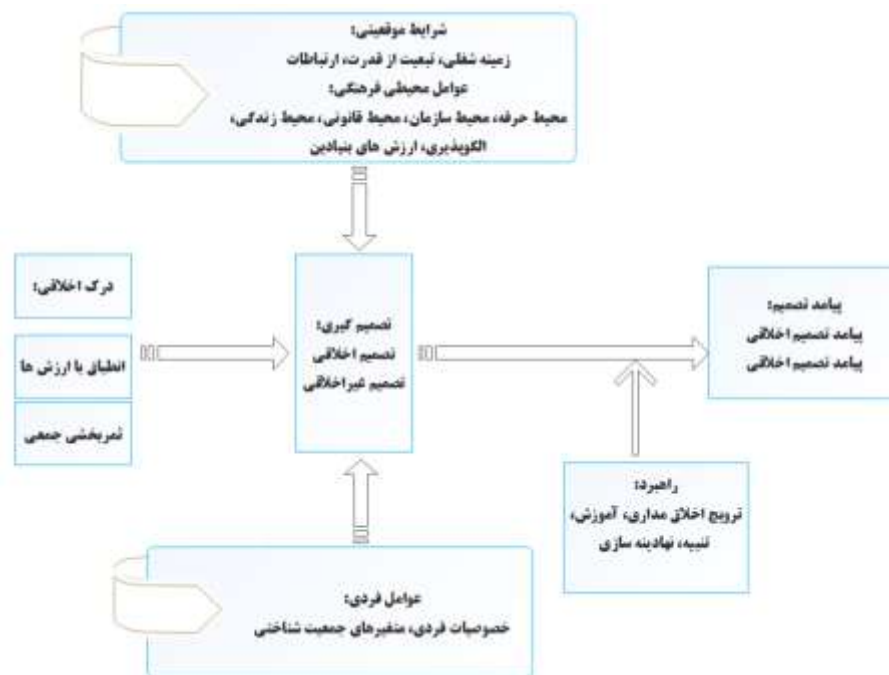 شرایط موقعیتی:
زمینه شغلی، تبعیت از قدرت، ارتباطات
عوامل محیطی فرهنگی:
محیط حرفه، محیط سازمان، محیط قانونی، محیط زندگی،
الگوپذیری، ارزش های بنیادین
درک اخلاقی:
انطباق با ارزش ها
ثمربخشی جمعی
تصمیم گیری:
تصمیم اخلاقی
تصمیم غیراخلاقی
پیامد تصمیم:
پیامد تصمیم اخلاقی
پیامد تصمیم اخلاقی
راهبرد:
ترویج اخلاق مداری، آموزش،
تنبیه، نهادینه سازی
عوامل فردی:
خصوصیات فردی، متغیرهای جمعیت شناختی